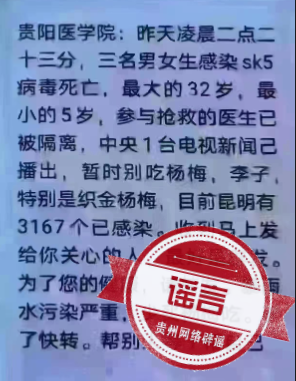 贵阳医学院：昨天凌晨二点二
十三分，三名男女生感染sk5
病毒死亡，最大的32岁，最
小的5岁，参与抢救的医生已
被隔离，中央1台电视新闻己
播出，暂时别吃杨梅，李子，
特别是织金杨梅，目前昆明有
3167个已感染。收到马上发
给你关心的人
发。
为了您的
海
水污染严重，
吃
了快转。帮别
谣言
贵州网络辟谣